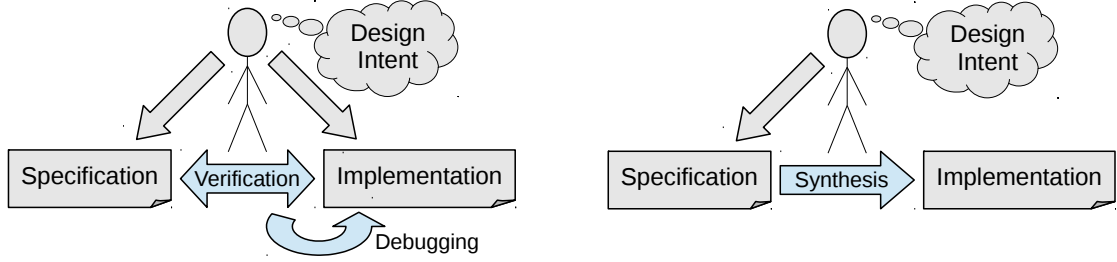 Design
Intent
Specification
Verification
Implementation
Debugging
Design
Intent
Specification
Synthesis
Implementation